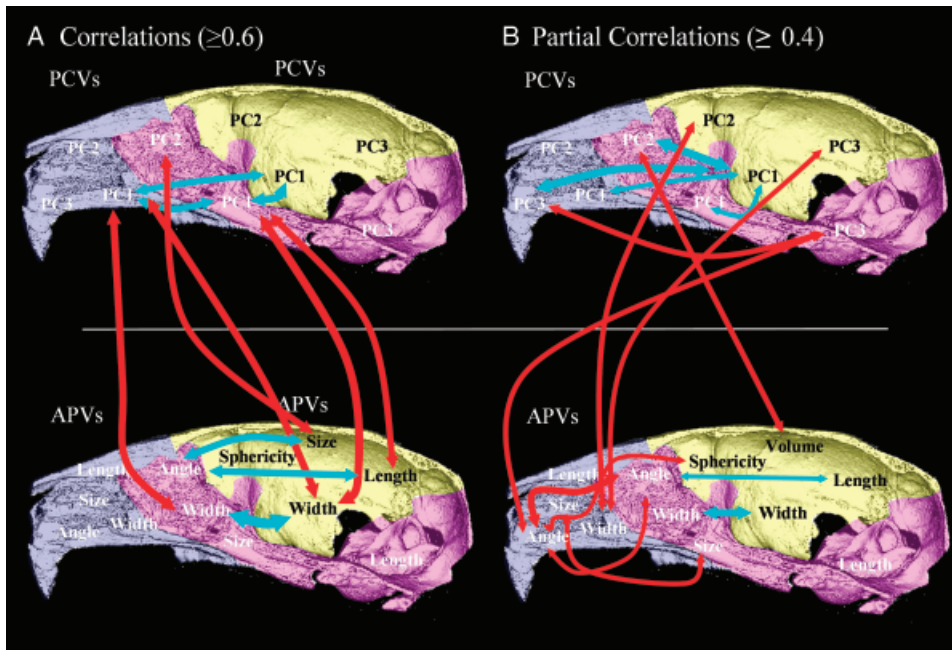 A Correlations (≥0.6)
PCVs
PCVs
PC2
PC2
PC2
PC3
PC1
PC1
PC3
PC1
PC3
APVs
APVs
Size
Length
Angle
Sphericity
Length
Size
Width
Width
Width
Angle
Size
Length
B Partial Correlations (≥ 0.4)
PCVs
PC2
PC2
PC2
PC3
PC1
PC1
PC3
PC1
PC3
APVs
Volume
Length
Angle
Sphericity
Length
Size
Width
Width
Width
Angle
Size
Length